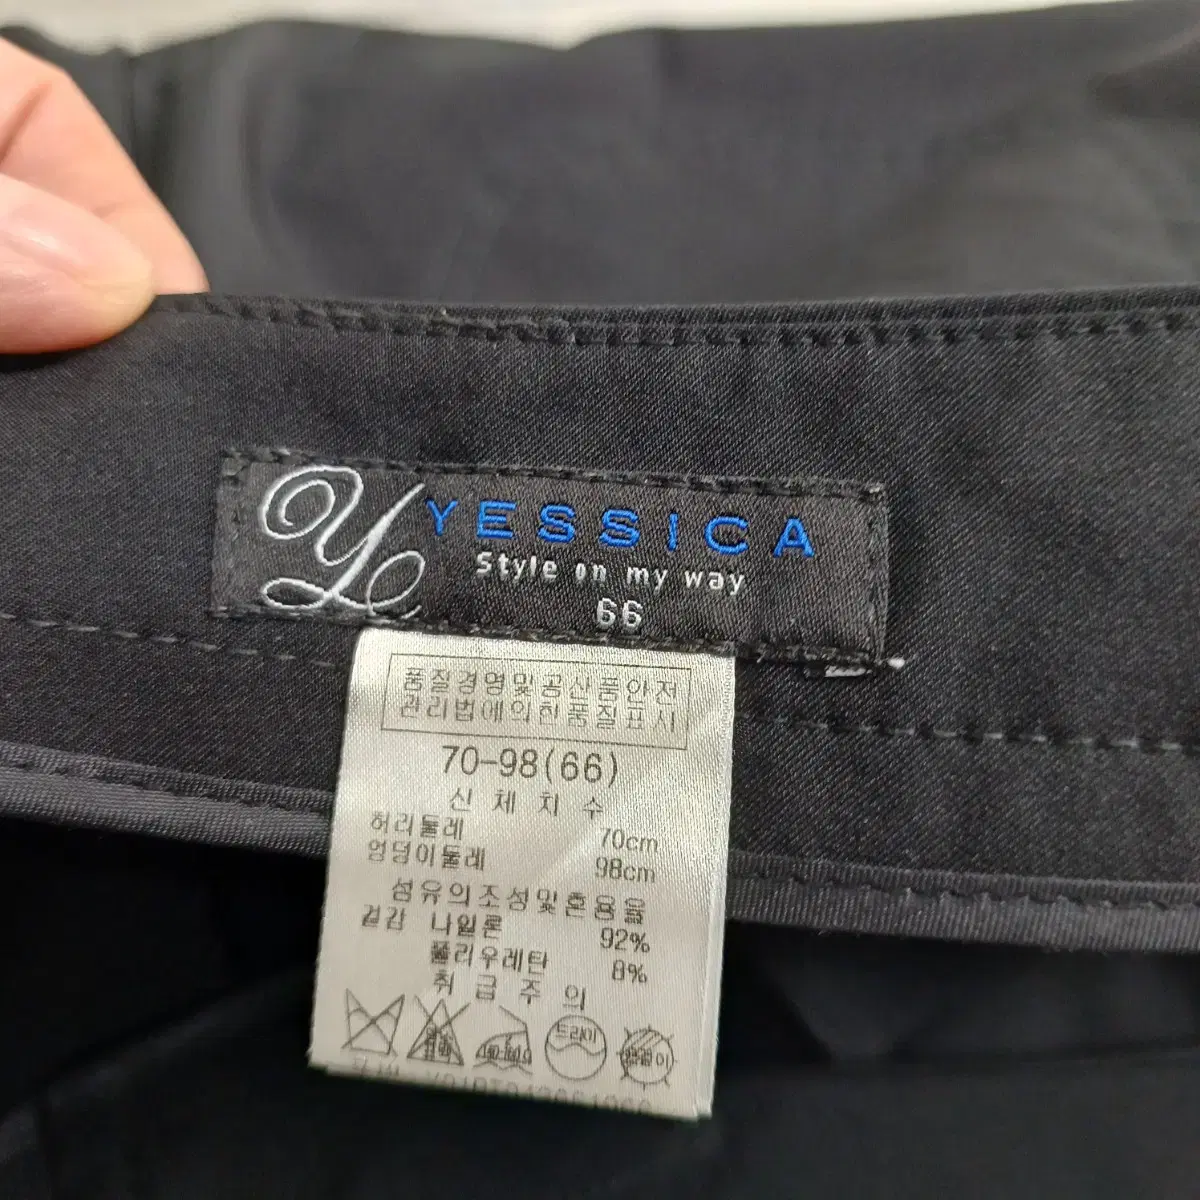 Y YESSICA
Style on my way
66
품질경영및공산품안전
관리법에의한품질표시
70-98(66)
신체치수
허리둘레 70cm
엉덩이둘레 98cm
섬유의조성및혼용율
겉감 나일론 92%
폴리우레탄 8%
취급주의
드라이